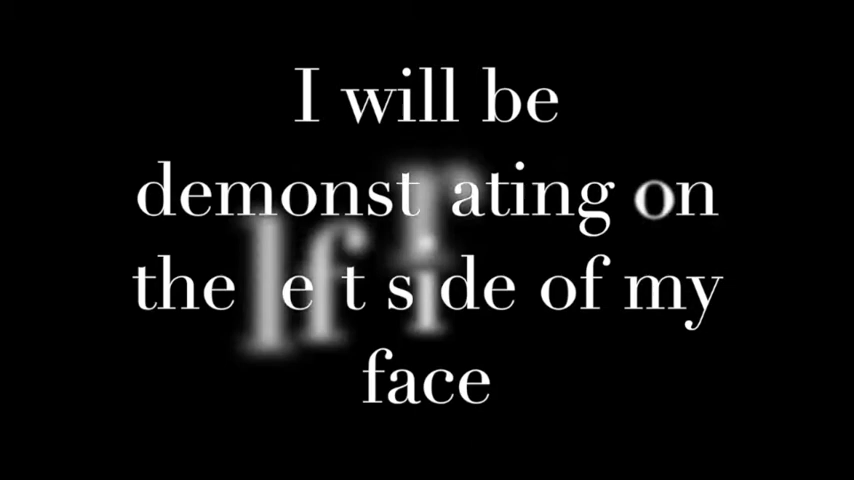 I will be
demonstrating on
the left side of my
face